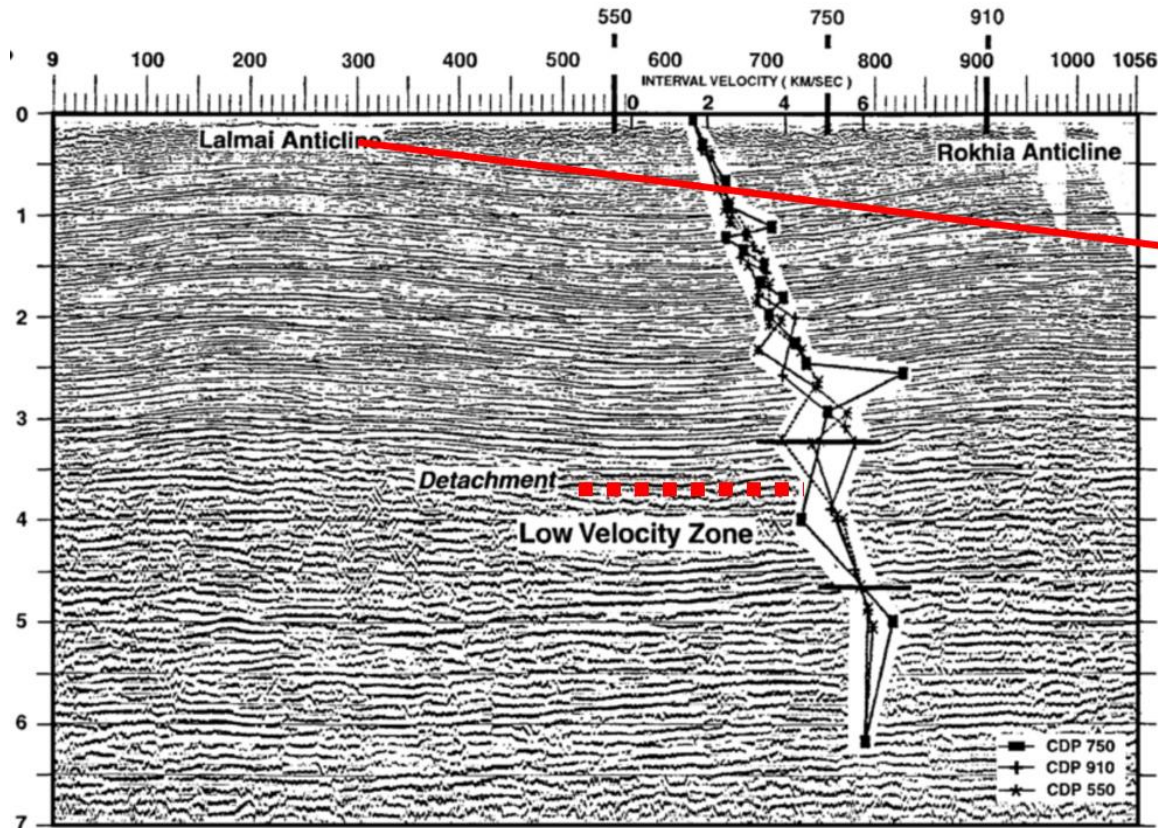 550 750 910
9 100 200 300 400 500 600 700 800 900 1000 1056
INTERVAL VELOCITY ( KM/SEC )
0 2 4 6
0
Lalmai Anticline
Rokhia Anticline
1
2
3
Detachment
4
Low Velocity Zone
5
6
CDP 750
CDP 910
CDP 550
7